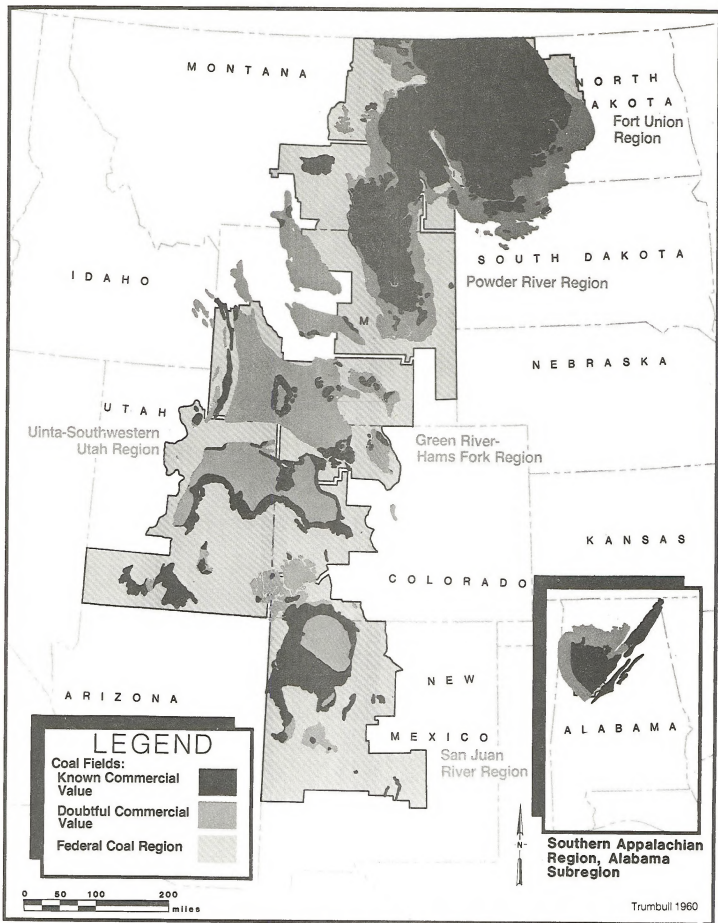 MONTANA
NORTH
AKOTA
Fort Union
Region
SOUTH DAKOTA
Powder River Region
IDAHO
M
NEBRASKA
UTAH
Uinta-Southwestern
Utah Region
Green River-
Hams Fork Region
KANSAS
COLORADO
NEW
MEXICO
San Juan
River Region
ARIZONA
ALABAMA
LEGEND
Coal Fields:
Known Commercial
Value
Doubtful Commercial
Value
Federal Coal Region
0 50 100 200
miles
N
Southern Appalachian
Region, Alabama
Subregion
Trumbull 1960